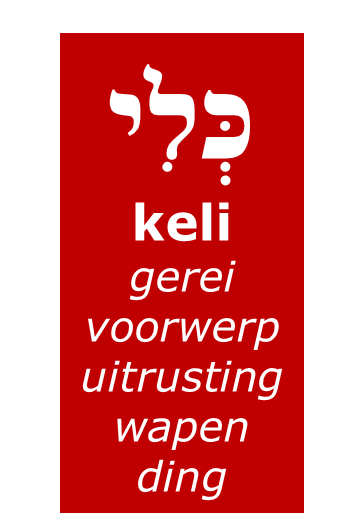 כְּלִי
keli
gerei
voorwerp
uitrusting
wapen
ding